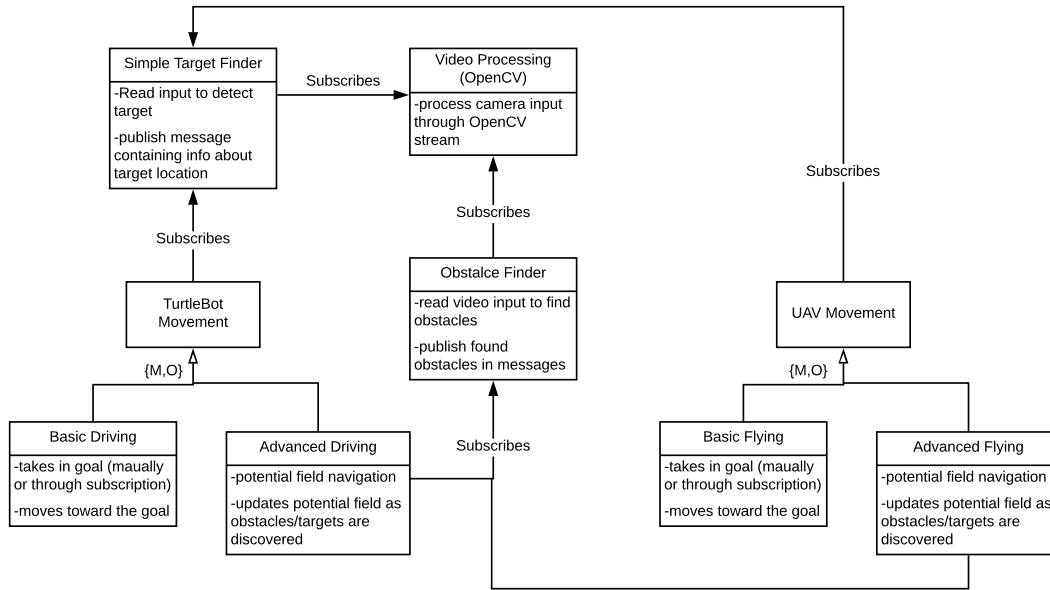 Simple Target Finder
-Read input to detect
target
-publish message
containing info about
target location
Subscribes
Video Processing
(OpenCV)
-process camera input
through OpenCV
stream
Subscribes
Subscribes
Subscribes
Obstalce Finder
-read video input to find
obstacles
-publish found
obstacles in messages
TurtleBot
Movement
UAV Movement
{M,O}
{M,O}
Basic Driving
-takes in goal (maually
or through subscription)
-moves toward the goal
Advanced Driving
-potential field navigation
-updates potential field as
obstacles/targets are
discovered
Subscribes
Basic Flying
-takes in goal (maually
or through subscription)
-moves toward the goal
Advanced Flying
-potential field navigation
-updates potential field as
obstacles/targets are
discovered